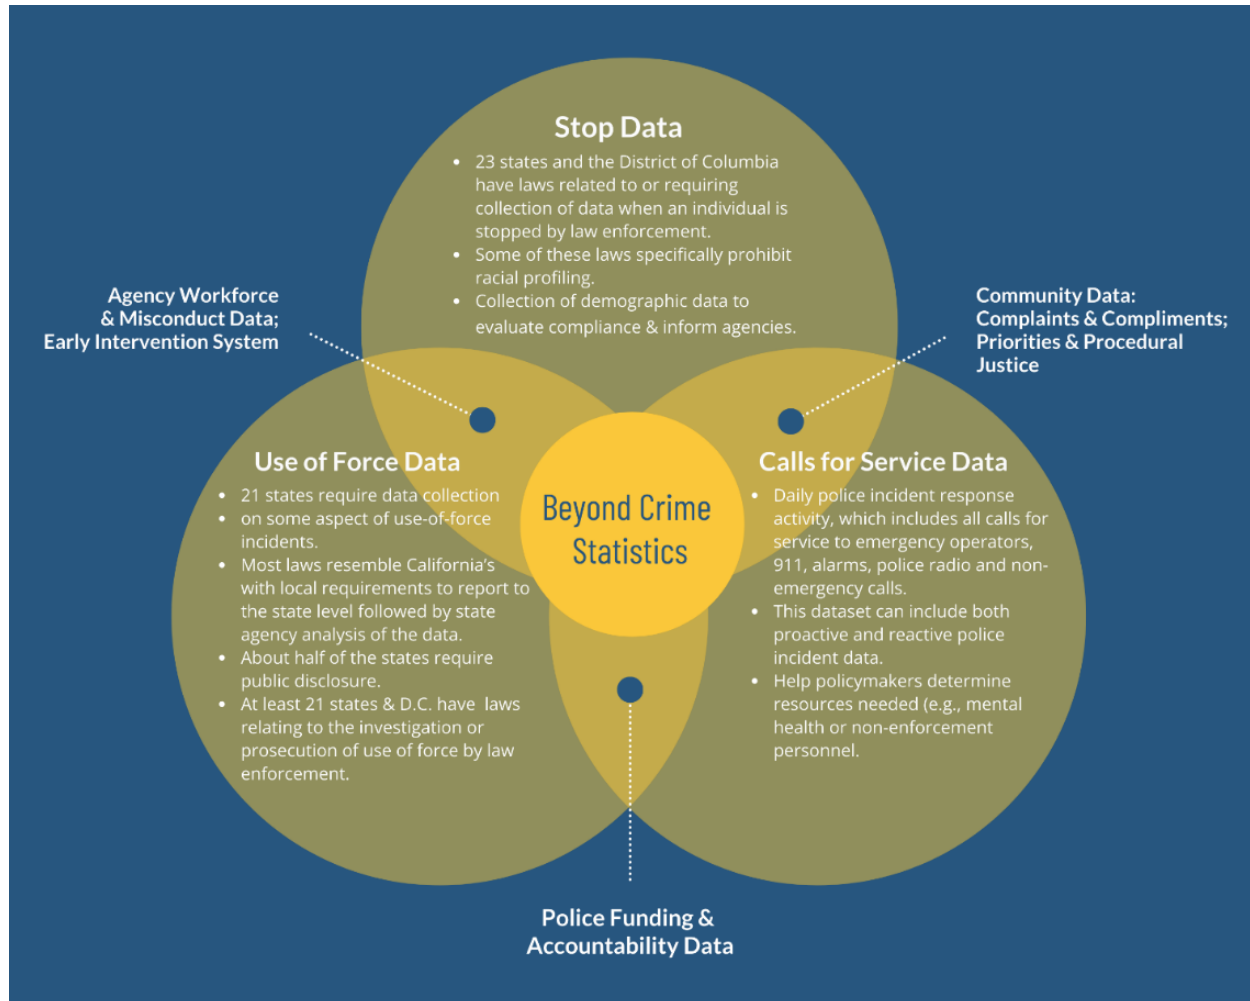 Stop Data
• 23 states and the District of Columbia
have laws related to or requiring
collection of data when an individual is
stopped by law enforcement.
• Some of these laws specifically prohibit
racial profiling.
• Collection of demographic data to
evaluate compliance & inform agencies.
Agency Workforce
& Misconduct Data;
Early Intervention System
Community Data:
Complaints & Compliments;
Priorities & Procedural
Justice
Use of Force Data
• 21 states require data collection
• on some aspect of use-of-force
incidents.
• Most laws resemble California's
with local requirements to report to
the state level followed by state
agency analysis of the data.
• About half of the states require
public disclosure.
• At least 21 states & D.C. have laws
relating to the investigation or
prosecution of use of force by law
enforcement.
Beyond Crime
Statistics
Calls for Service Data
• Daily police incident response
activity, which includes all calls for
service to emergency operators,
911, alarms, police radio and non-
emergency calls.
• This dataset can include both
proactive and reactive police
incident data.
• Help policymakers determine
resources needed (e.g., mental
health or non-enforcement
personnel.
Police Funding &
Accountability Data